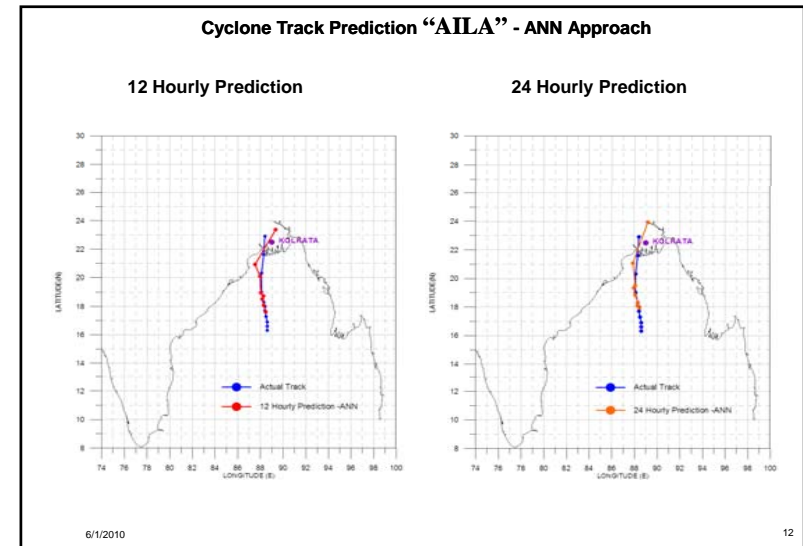 Cyclone Track Prediction “AILA” - ANN Approach
12 Hourly Prediction
24 Hourly Prediction
30
28
26
24
22
20
18
16
14
12
10
8
LATITUDE(N)
KOLKATA
Actual Track
12 Hourly Prediction -ANN
74 76 78 80 82 84 86 88 90 92 94 96 98 100
LONGITUDE (E)
30
28
26
24
22
20
18
16
14
12
10
8
LATITUDE(N)
KOLKATA
Actual Track
24 Hourly Prediction -ANN
74 76 78 80 82 84 86 88 90 92 94 96 98 100
LONGITUDE (E)
6/1/2010
12